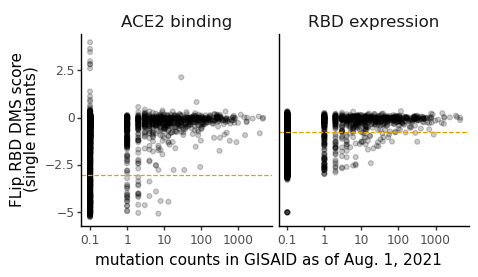 ACE2 binding RBD expression
FLip RBD DMS score
(single mutants)
2.5
0
−2.5
−5
0.1 1 10 100 1000 0.1 1 10 100 1000
mutation counts in GISAID as of Aug. 1, 2021